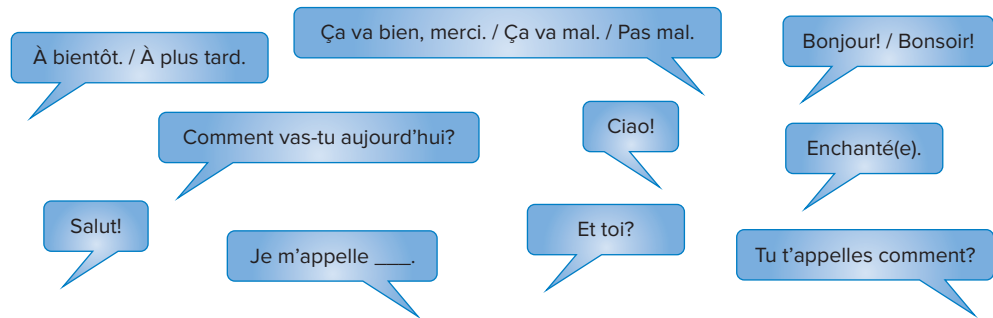 Ça va bien, merci. / Ça va mal. / Pas mal.
Bonjour! / Bonsoir!
À bientôt. / À plus tard.
Ciao!
Comment vas-tu aujourd’hui?
Enchanté(e).
Salut!
Et toi?
Je m’appelle ___.
Tu t’appelles comment?